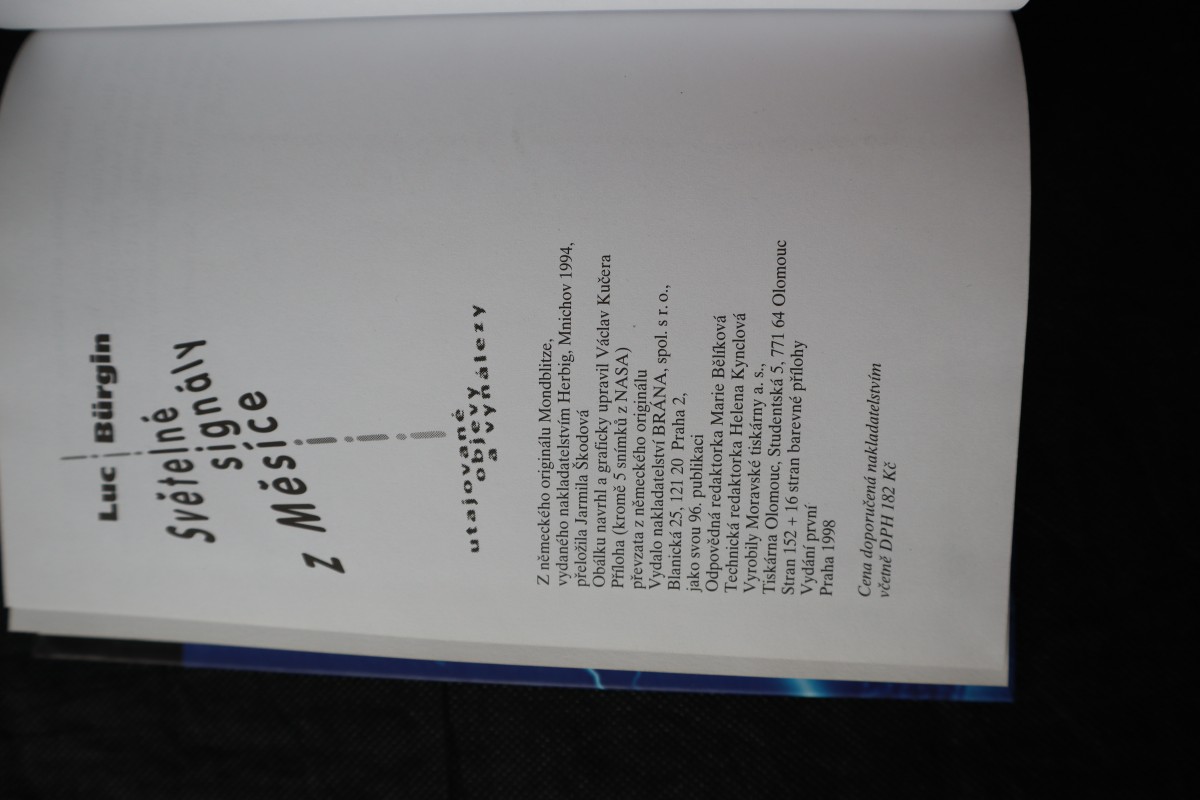 Luc Bürgin
Světelné
signály
z Měsíce
utajované
objevy
a vynálezy
Z německého originálu Mondblitze,
vydaného nakladatelstvím Herbig, Mnichov 1994,
přeložila Jarmila Škodová
Obálku navrhl a graficky upravil Václav Kučera
Příloha (kromě 5 snímků z NASA)
převzata z německého originálu
Vydalo nakladatelství BRÁNA, spol. s r. o.,
Blanická 25, 121 20 Praha 2,
jako svou 96. publikaci
Odpovědná redaktorka Marie Bělíková
Technická redaktorka Helena Kynclová
Vyrobily Moravské tiskárny a. s.,
Tiskárna Olomouc, Studentská 5, 771 64 Olomouc
Stran 152 + 16 stran barevné přílohy
Vydání první
Praha 1998
Cena doporučená nakladatelstvím
včetně DPH 182 Kč